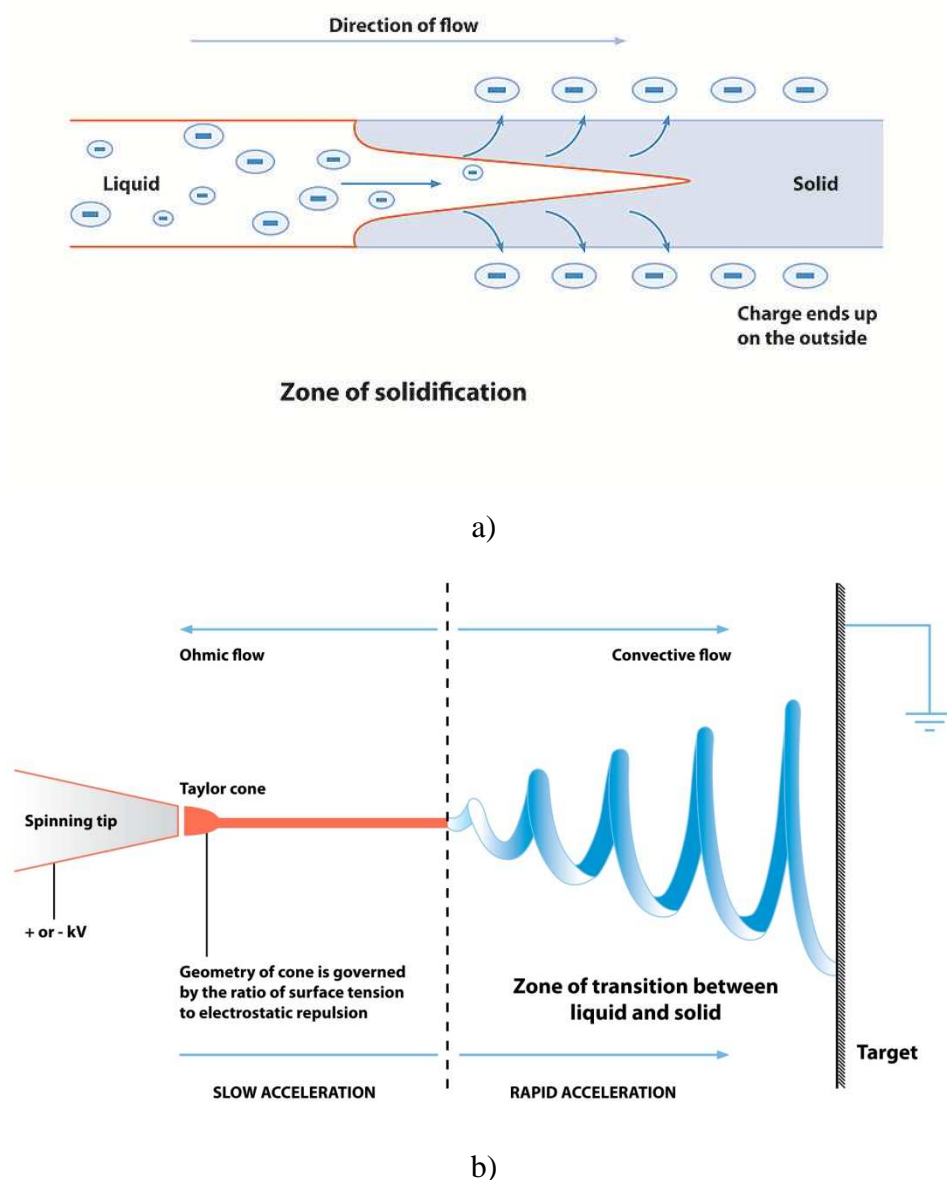 Direction of flow
Liquid
Solid
Charge ends up
on the outside
Zone of solidification
a)
Ohmic flow
Convective flow
Taylor cone
Spinning tip
+ or - kV
Geometry of cone is governed
by the ratio of surface tension
to electrostatic repulsion
Zone of transition between
liquid and solid
Target
SLOW ACCELERATION
RAPID ACCELERATION
b)